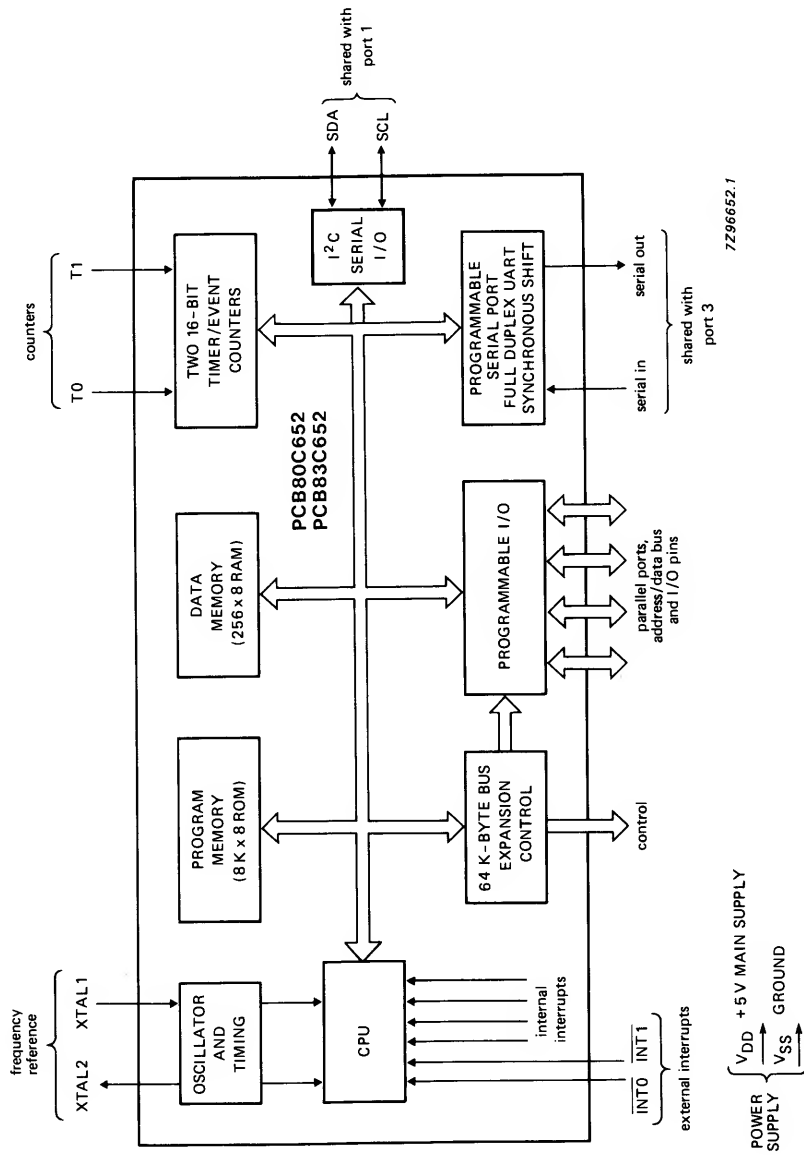 frequency
reference
XTAL2
XTAL1
counters
T0
T1
OSCILLATOR
AND
TIMING
PROGRAM
MEMORY
(8K x 8 ROM)
DATA
MEMORY
(256 x 8 RAM)
TWO 16-BIT
TIMER/EVENT
COUNTERS
PCB80C652
PCB83C652
CPU
I²C
SERIAL
I/O
SDA
SCL
shared with
port 1
internal
interrupts
64 K-BYTE BUS
EXPANSION
CONTROL
PROGRAMMABLE I/O
PROGRAMMABLE
SERIAL PORT
FULL DUPLEX UART
SYNCHRONOUS SHIFT
INT0
INT1
external interrupts
control
parallel ports,
address/data bus
and I/O pins
serial in
serial out
shared with
port 3
POWER
SUPPLY
VDD +5 V MAIN SUPPLY
VSS GROUND
7Z96652.1